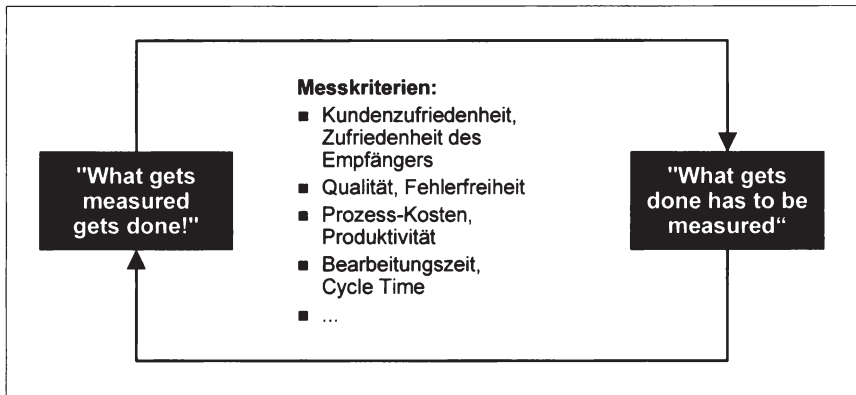 "What gets
measured
gets done!"
Messkriterien:
■ Kundenzufriedenheit,
Zufriedenheit des
Empfängers
■ Qualität, Fehlerfreiheit
■ Prozess-Kosten,
Produktivität
■ Bearbeitungszeit,
Cycle Time
■ ...
"What gets
done has to be
measured“